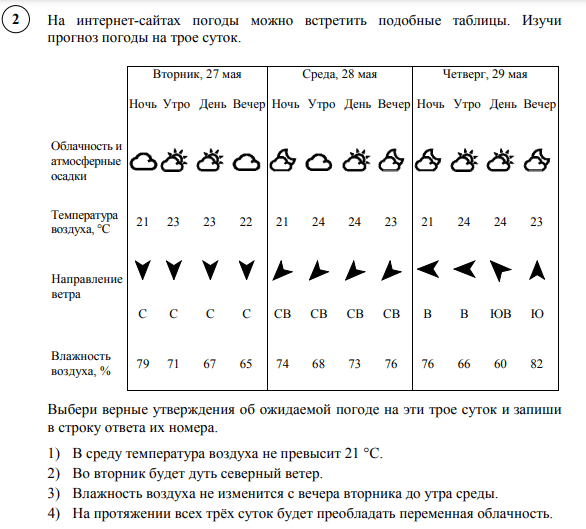 2
На интернет-сайтах погоды можно встретить подобные таблицы. Изучи
прогноз погоды на трое суток.
Вторник, 27 мая Среда, 28 мая Четверг, 29 мая
Ночь Утро День Вечер Ночь Утро День Вечер Ночь Утро День Вечер
Облачность и
атмосферные
осадки
Температура
воздуха, °С
21 23 23 22 21 24 24 23 21 24 24 23
Направление
ветра
С С С С СВ СВ СВ СВ В В ЮВ Ю
Влажность
воздуха, %
79 71 67 65 74 68 73 76 76 66 60 82
Выбери верные утверждения об ожидаемой погоде на эти трое суток и запиши
в строку ответа их номера.
1) В среду температура воздуха не превысит 21 °С.
2) Во вторник будет дуть северный ветер.
3) Влажность воздуха не изменится с вечера вторника до утра среды.
4) На протяжении всех трёх суток будет преобладать переменная облачность.